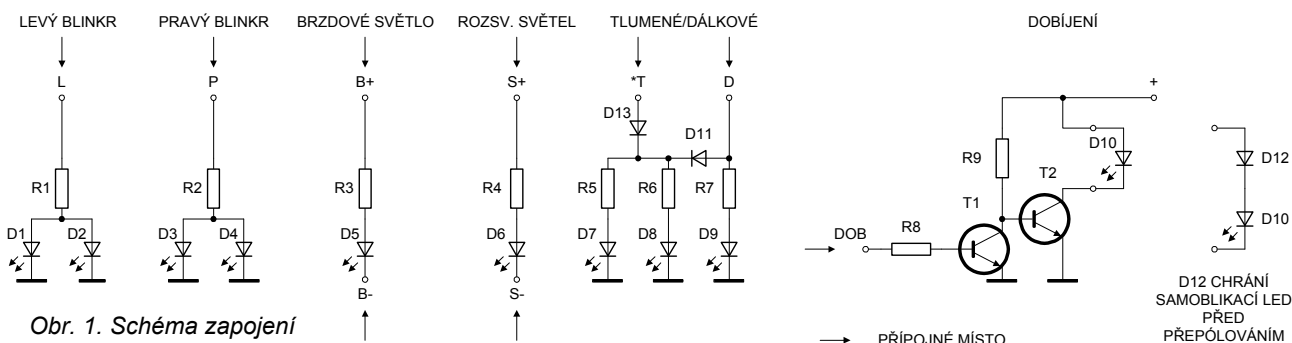 LEVÝ BLINKR
PRAVÝ BLINKR
BRZDOVÉ SVĚTLO
ROZSV. SVĚTEL
TLUMENÉ/DÁLKOVÉ
DOBÍJENÍ
L
P
B+
S+
*T
D
+
D13
D11
D10
D12
R1
R2
R3
R4
R5
R6
R7
R9
T1
T2
D10
D1
D2
D3
D4
D5
D6
D7
D8
D9
DOB
R8
B-
S-
D12 CHRÁNÍ
SAMOBLIKACÍ LED
PŘED
PŘEPÓLOVÁNÍM
Obr. 1. Schéma zapojení
PŘÍPOJNÉ MÍSTO